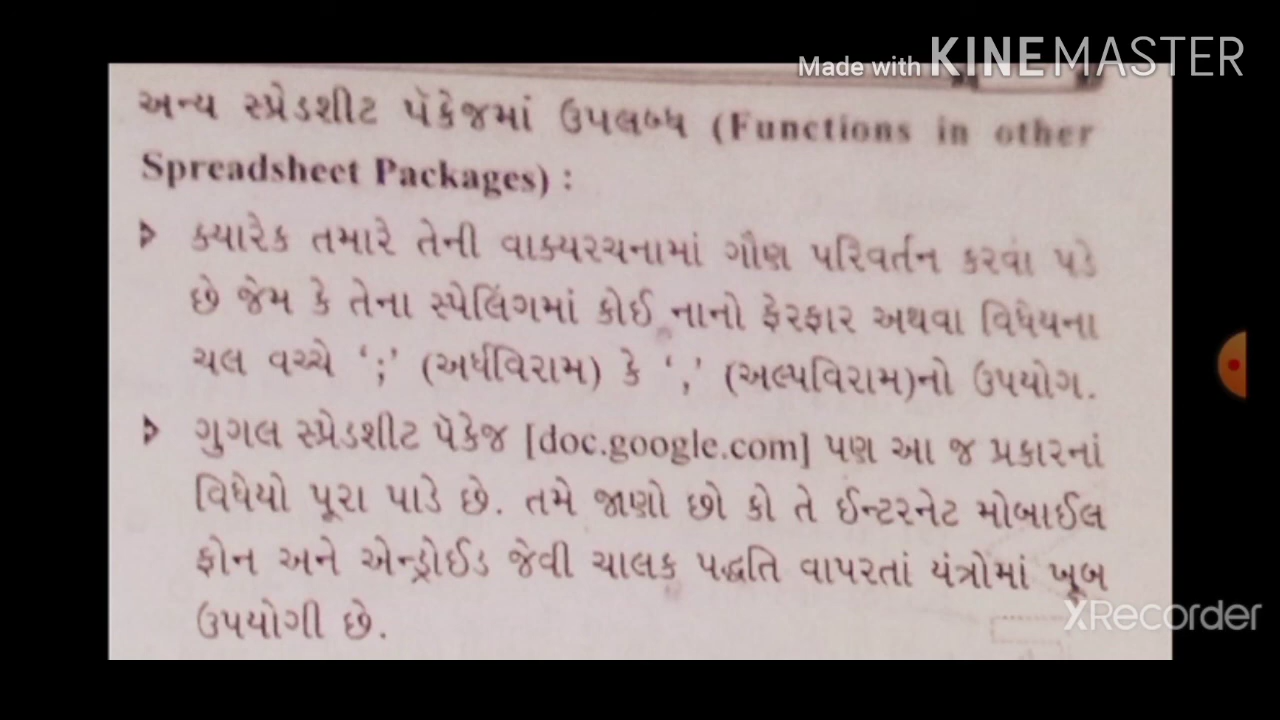 Made with KINEMASTER
અન્ય સ્પ્રેડશીટ પૅકેજમાં ઉપલબ્ધ (Functions in other
Spreadsheet Packages) :
ક્યારેક તમારે તેની વાક્યરચનામાં ગૌણ પરિવર્તન કરવાં પડે
છે જેમ કે તેના સ્પેલિંગમાં કોઈ નાનો ફેરફાર અથવા વિધેયના
ચલ વચ્ચે ‘;’ (અર્ધવિરામ) કે ‘,’ (અલ્પવિરામ)નો ઉપયોગ.
ગુગલ સ્પ્રેડશીટ પૅકેજ [doc.google.com] પણ આ જ પ્રકારનાં
વિધેયો પૂરા પાડે છે. તમે જાણો છો કો તે ઈન્ટરનેટ મોબાઈલ
ફોન અને એન્ડ્રોઈડ જેવી ચાલક પદ્ધતિ વાપરતાં યંત્રોમાં ખૂબ
ઉપયોગી છે.
XRecorder